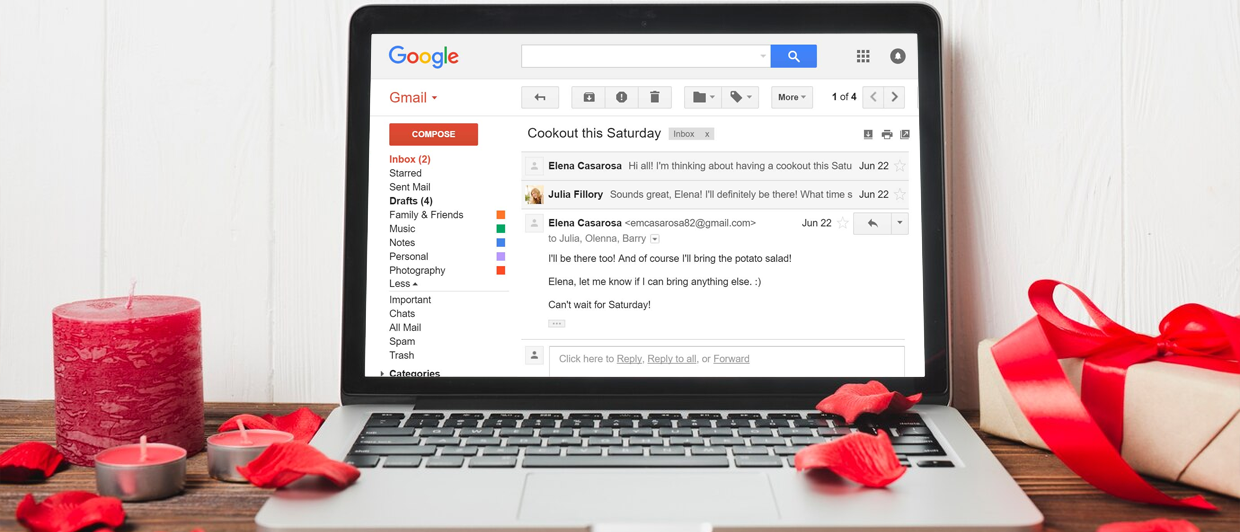 Google
Gmail
More
1 of 4
COMPOSE
Cookout this Saturday
Inbox x
Inbox (2)
Starred
Sent Mail
Drafts (4)
Family & Friends
Music
Notes
Personal
Photography
Less
Important
Chats
All Mail
Spam
Trash
Categories
Elena Casarosa Hi all! I'm thinking about having a cookout this Satu Jun 22
Julia Fillory Sounds great, Elena! I'll definitely be there! What time s Jun 22
Elena Casarosa <emcasarosa82@gmail.com> Jun 22
to Julia, Olenna, Barry
I'll be there too! And of course I'll bring the potato salad!
Elena, let me know if I can bring anything else. :)
Can't wait for Saturday!
Click here to Reply, Reply to all, or Forward